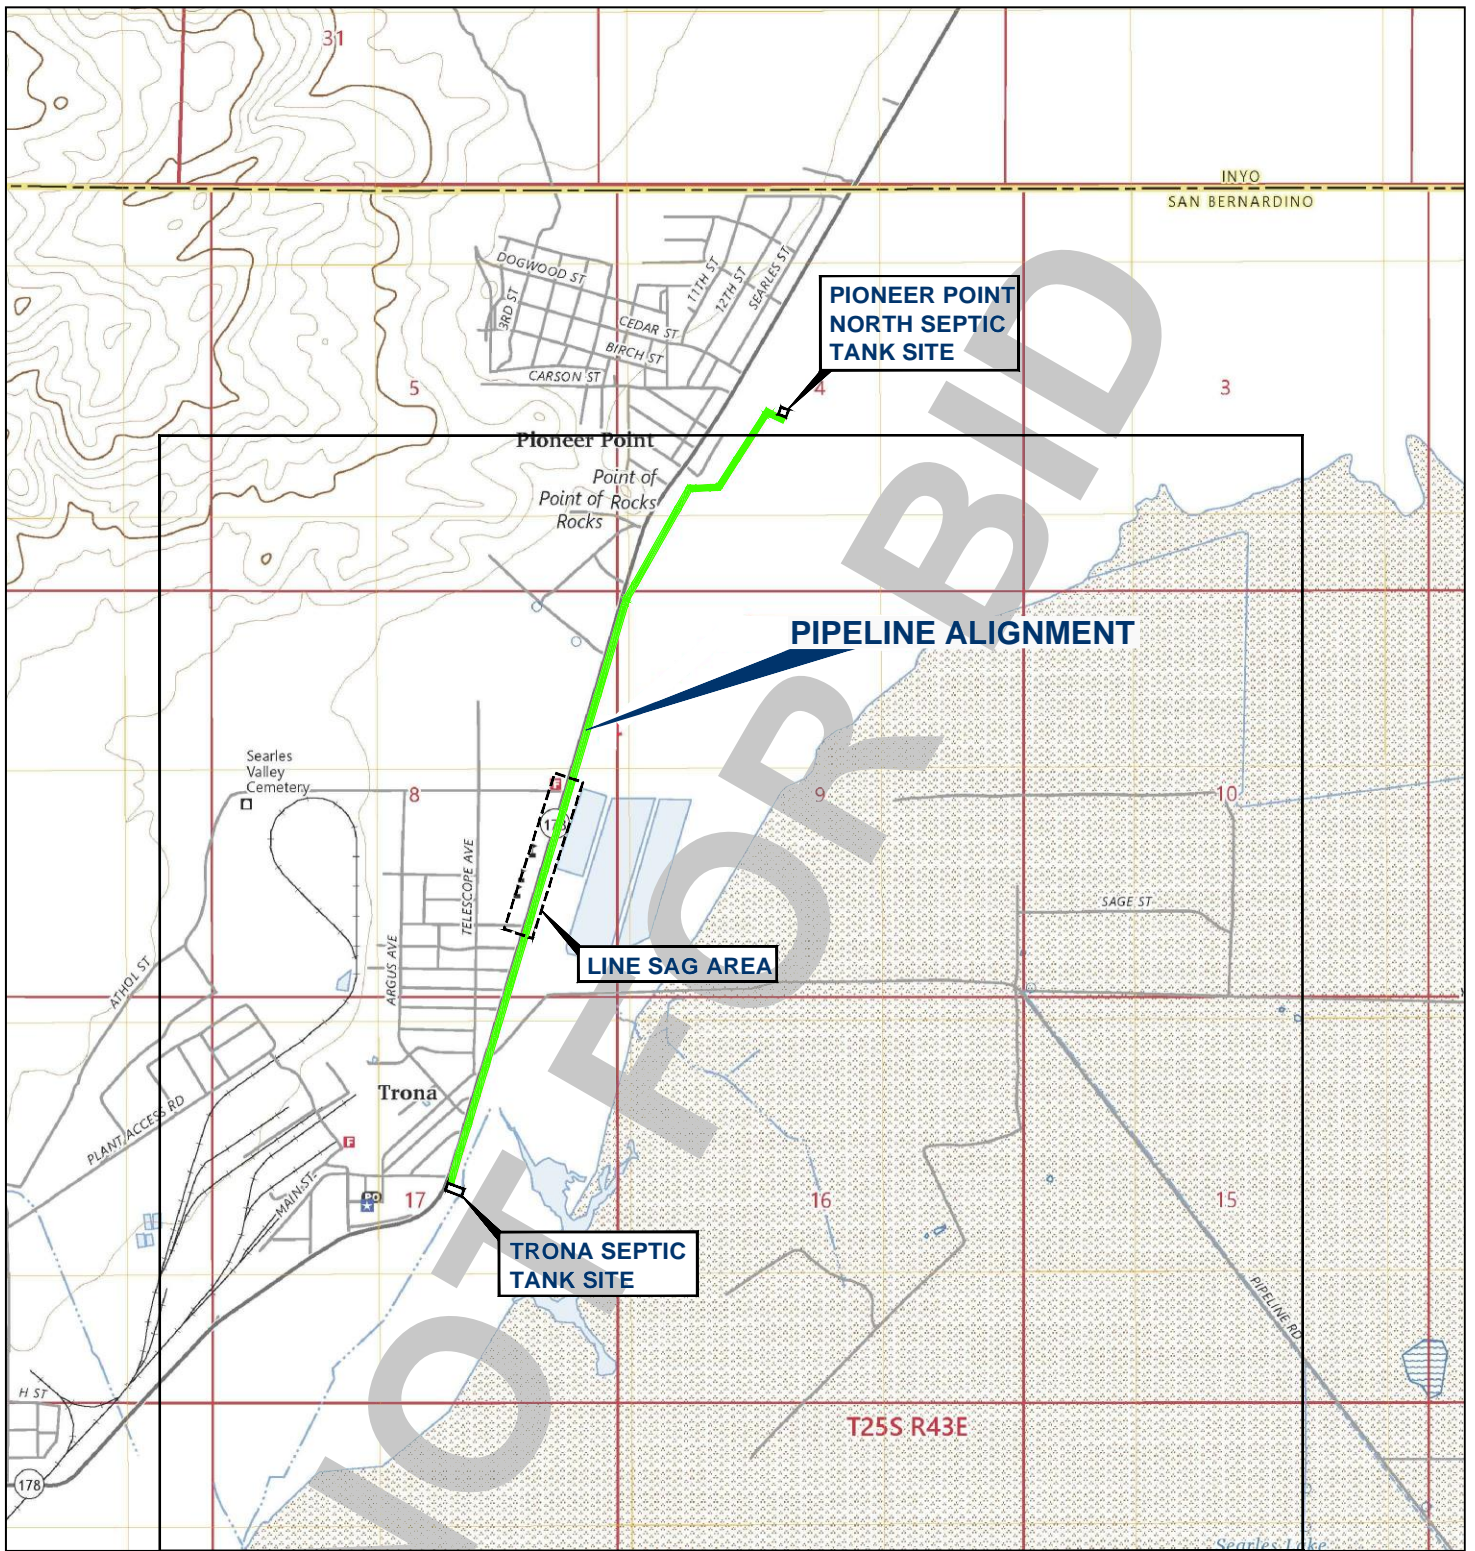 31
INYO
SAN BERNARDINO
DOGWOOD ST
3RD ST
11TH ST
12TH ST
SEARLES ST
CEDAR ST
BIRCH ST
CARSON ST
PIONEER POINT
NORTH SEPTIC
TANK SITE
5
4
3
Pioneer Point
Point of
Rocks
Point of
Rocks
PIPELINE ALIGNMENT
Searles
Valley
Cemetery
8
F
9
10
TELESCOPE AVE
ARGUS AVE
SAGE ST
LINE SAG AREA
ATHOL ST
Trona
PLANT ACCESS RD
F
MAIN ST
PO
17
16
15
TRONA SEPTIC
TANK SITE
PIPELINE RD
H ST
178
T25S R43E
Searles Lake
NOT FOR BID